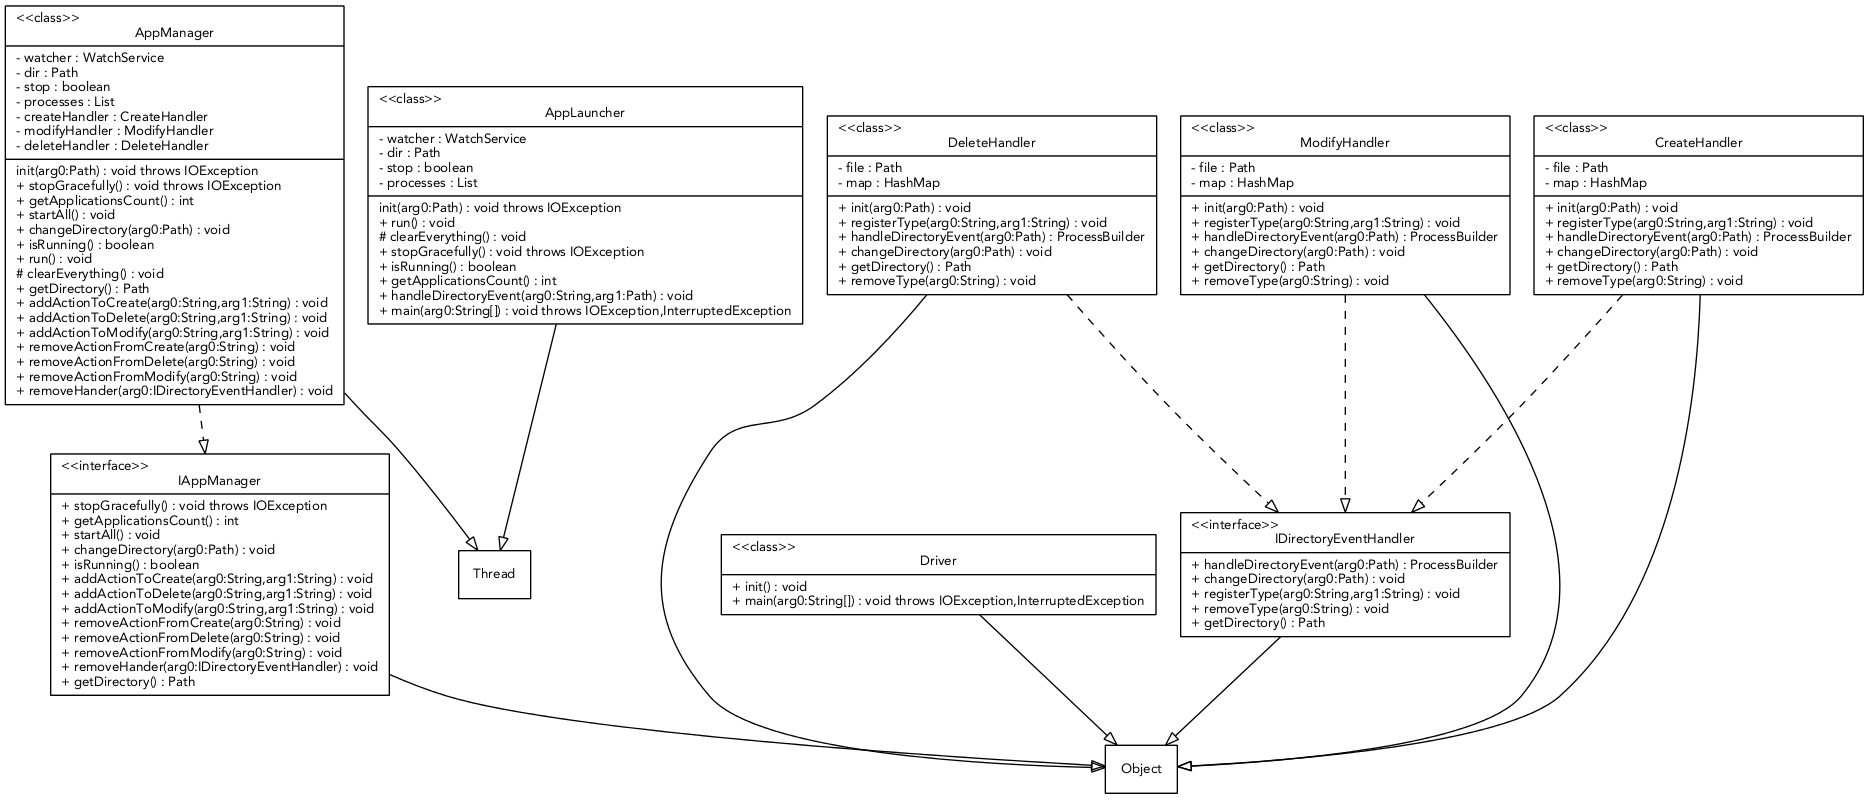 <<class>>
AppManager
- watcher : WatchService
- dir : Path
- stop : boolean
- processes : List
- createHandler : CreateHandler
- modifyHandler : ModifyHandler
- deleteHandler : DeleteHandler
init(arg0:Path) : void throws IOException
+ stopGracefully() : void throws IOException
+ getApplicationsCount() : int
+ startAll() : void
+ changeDirectory(arg0:Path) : void
+ isRunning() : boolean
+ run() : void
# clearEverything() : void
+ getDirectory() : Path
+ addActionToCreate(arg0:String,arg1:String) : void
+ addActionToDelete(arg0:String,arg1:String) : void
+ addActionToModify(arg0:String,arg1:String) : void
+ removeActionFromCreate(arg0:String) : void
+ removeActionFromDelete(arg0:String) : void
+ removeActionFromModify(arg0:String) : void
+ removeHander(arg0:IDirectoryEventHandler) : void
<<class>>
AppLauncher
- watcher : WatchService
- dir : Path
- stop : boolean
- processes : List
init(arg0:Path) : void throws IOException
+ run() : void
# clearEverything() : void
+ stopGracefully() : void throws IOException
+ isRunning() : boolean
+ getApplicationsCount() : int
+ handleDirectoryEvent(arg0:String,arg1:Path) : void
+ main(arg0:String[]) : void throws IOException,InterruptedException
<<class>>
DeleteHandler
- file : Path
- map : HashMap
+ init(arg0:Path) : void
+ registerType(arg0:String,arg1:String) : void
+ handleDirectoryEvent(arg0:Path) : ProcessBuilder
+ changeDirectory(arg0:Path) : void
+ getDirectory() : Path
+ removeType(arg0:String) : void
<<class>>
ModifyHandler
- file : Path
- map : HashMap
+ init(arg0:Path) : void
+ registerType(arg0:String,arg1:String) : void
+ handleDirectoryEvent(arg0:Path) : ProcessBuilder
+ changeDirectory(arg0:Path) : void
+ getDirectory() : Path
+ removeType(arg0:String) : void
<<class>>
CreateHandler
- file : Path
- map : HashMap
+ init(arg0:Path) : void
+ registerType(arg0:String,arg1:String) : void
+ handleDirectoryEvent(arg0:Path) : ProcessBuilder
+ changeDirectory(arg0:Path) : void
+ getDirectory() : Path
+ removeType(arg0:String) : void
<<interface>>
IAppManager
+ stopGracefully() : void throws IOException
+ getApplicationsCount() : int
+ startAll() : void
+ changeDirectory(arg0:Path) : void
+ isRunning() : boolean
+ addActionToCreate(arg0:String,arg1:String) : void
+ addActionToDelete(arg0:String,arg1:String) : void
+ addActionToModify(arg0:String,arg1:String) : void
+ removeActionFromCreate(arg0:String) : void
+ removeActionFromDelete(arg0:String) : void
+ removeActionFromModify(arg0:String) : void
+ removeHander(arg0:IDirectoryEventHandler) : void
+ getDirectory() : Path
Thread
<<class>>
Driver
+ init() : void
+ main(arg0:String[]) : void throws IOException,InterruptedException
<<interface>>
IDirectoryEventHandler
+ handleDirectoryEvent(arg0:Path) : ProcessBuilder
+ changeDirectory(arg0:Path) : void
+ registerType(arg0:String,arg1:String) : void
+ removeType(arg0:String) : void
+ getDirectory() : Path
Object